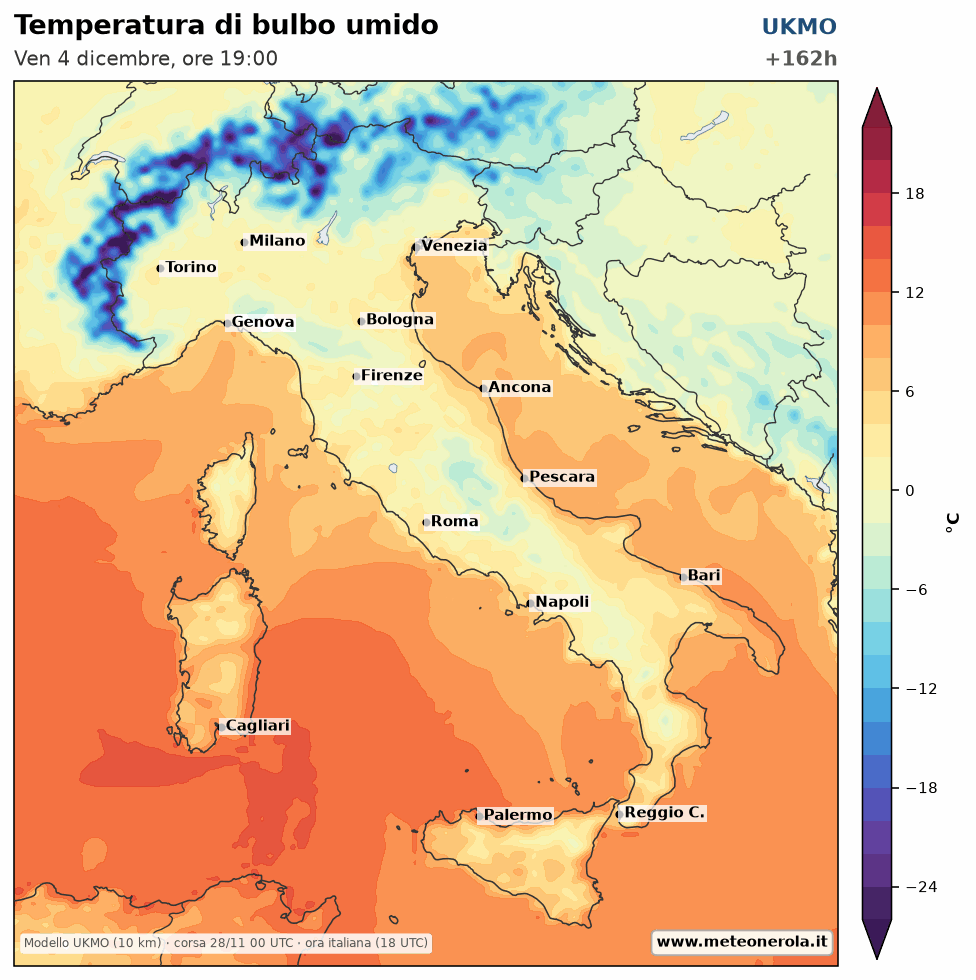 Temperatura di bulbo umido
UKMO
Ven 4 dicembre, ore 19:00
+162h
Milano
Venezia
Torino
Genova
Bologna
Firenze
Ancona
Pescara
Roma
Bari
Napoli
Cagliari
Palermo
Reggio C.
18
12
6
0
−6
−12
−18
−24
°C
Modello UKMO (10 km) · corsa 28/11 00 UTC · ora italiana (18 UTC)
www.meteonerola.it